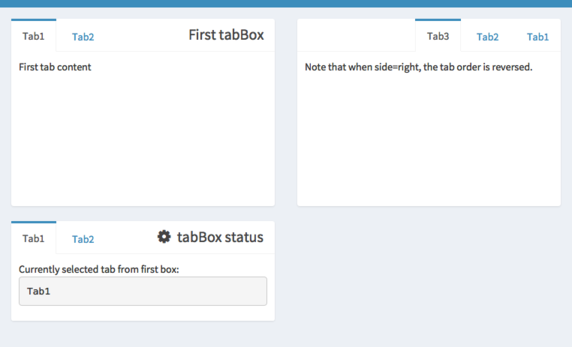 Tab1 Tab2 First tabBox
First tab content
Tab3 Tab2 Tab1
Note that when side=right, the tab order is reversed.
Tab1 Tab2 tabBox status
Currently selected tab from first box:
Tab1